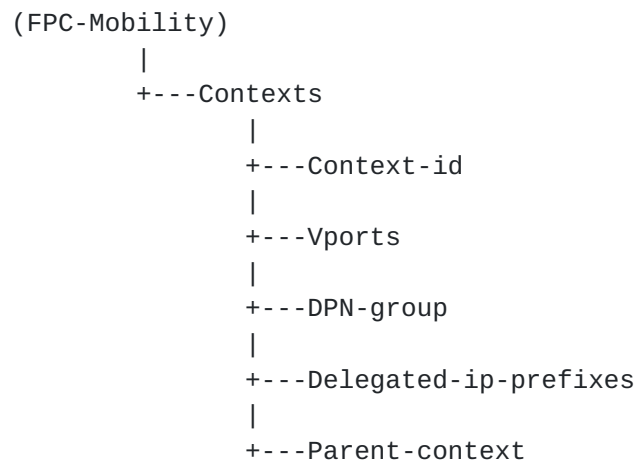 (FPC-Mobility)
|
+---Contexts
|
+---Context-id
|
+---Vports
|
+---DPN-group
|
+---Delegated-ip-prefixes
|
+---Parent-context